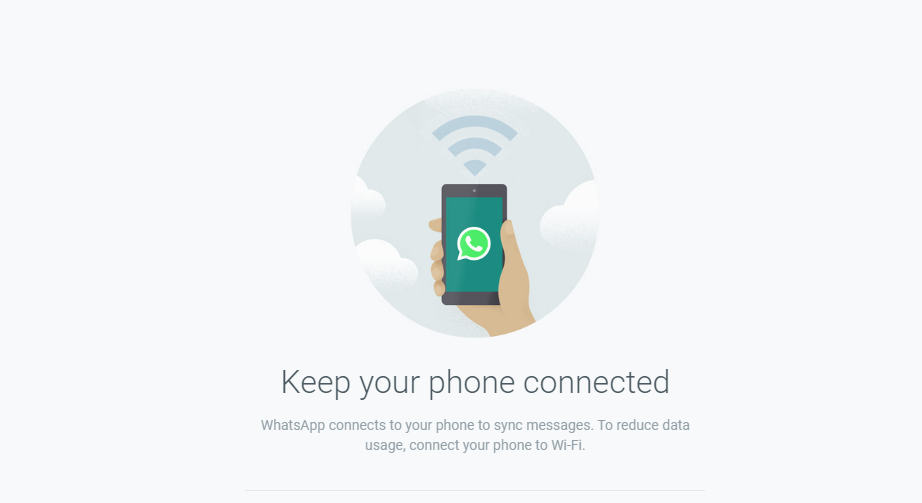 Keep your phone connected
WhatsApp connects to your phone to sync messages. To reduce data
usage, connect your phone to Wi-Fi.